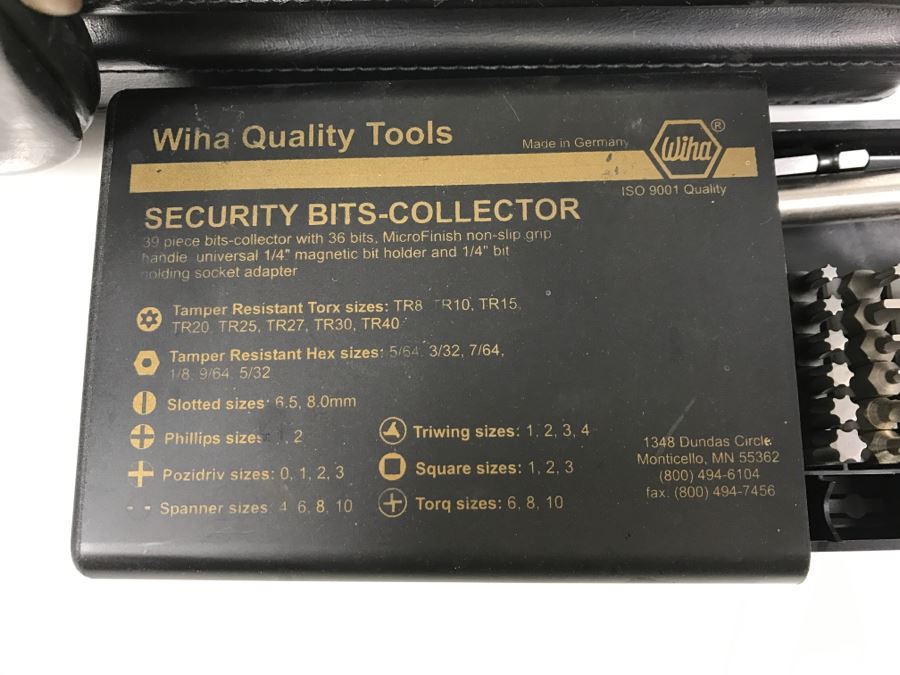 Wiha Quality Tools
Made in Germany
Wiha®
ISO 9001 Quality
SECURITY BITS-COLLECTOR
39 piece bits-collector with 36 bits, MicroFinish non-slip grip
handle universal 1/4" magnetic bit holder and 1/4" bit
holding socket adapter
Tamper Resistant Torx sizes: TR8 TR10, TR15,
TR20, TR25, TR27, TR30, TR40
Tamper Resistant Hex sizes: 5/64, 3/32, 7/64,
1/8, 9/64, 5/32
Slotted sizes: 6.5, 8.0mm
Phillips sizes 1, 2
Pozidriv sizes: 0, 1, 2, 3
Spanner sizes 4 6, 8, 10
Triwing sizes: 1, 2, 3, 4
Square sizes: 1, 2, 3
Torq sizes: 6, 8, 10
1348 Dundas Circle
Monticello, MN 55362
(800) 494-6104
fax. (800) 494-7456